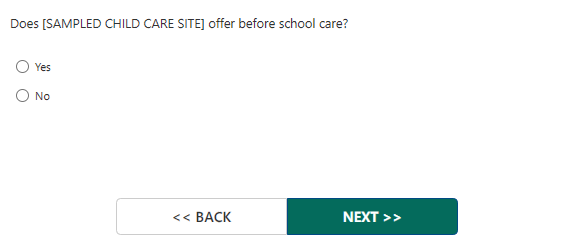 Does [SAMPLED CHILD CARE SITE] offer before school care?
Yes
No
<< BACK
NEXT >>